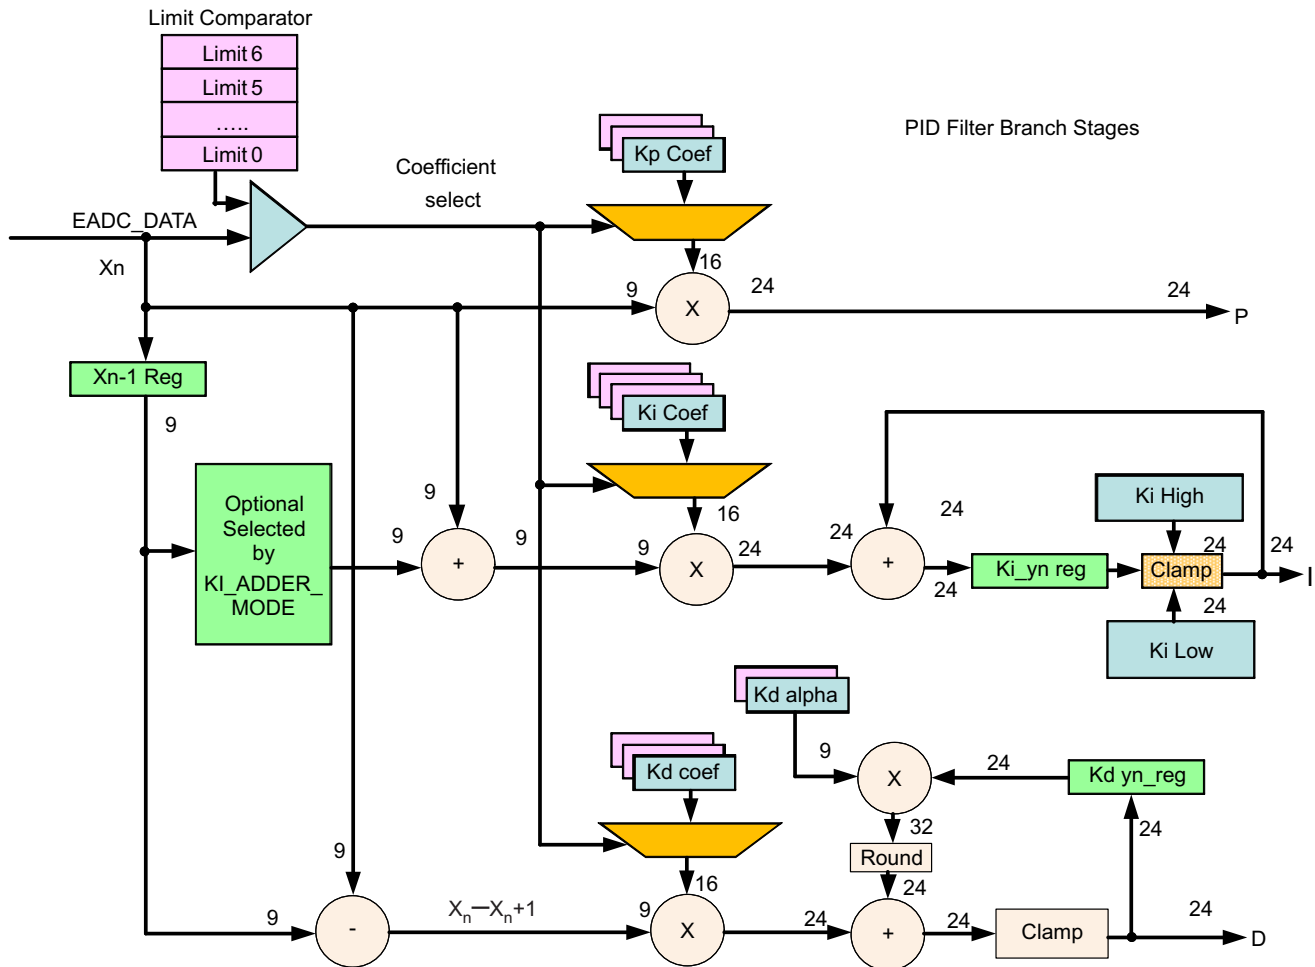 Limit Comparator
Limit 6
Limit 5
.....
Limit 0
PID Filter Branch Stages
Kp Coef
Coefficient
select
EADC_DATA
Xn
16
9
24
24
P
Xn-1 Reg
9
Ki Coef
Optional
Selected
by
KI_ADDER_
MODE
9
9
+
9
16
9
X
24
24
+
24
24
Ki_yn reg
Ki High
24
Clamp
24
24
I
Ki Low
X
Kd alpha
9
X
24
Kd yn_reg
24
32
Round
24
Kd coef
16
9
9
-
Xn—Xn+1
9
X
24
+
24
Clamp
24
D